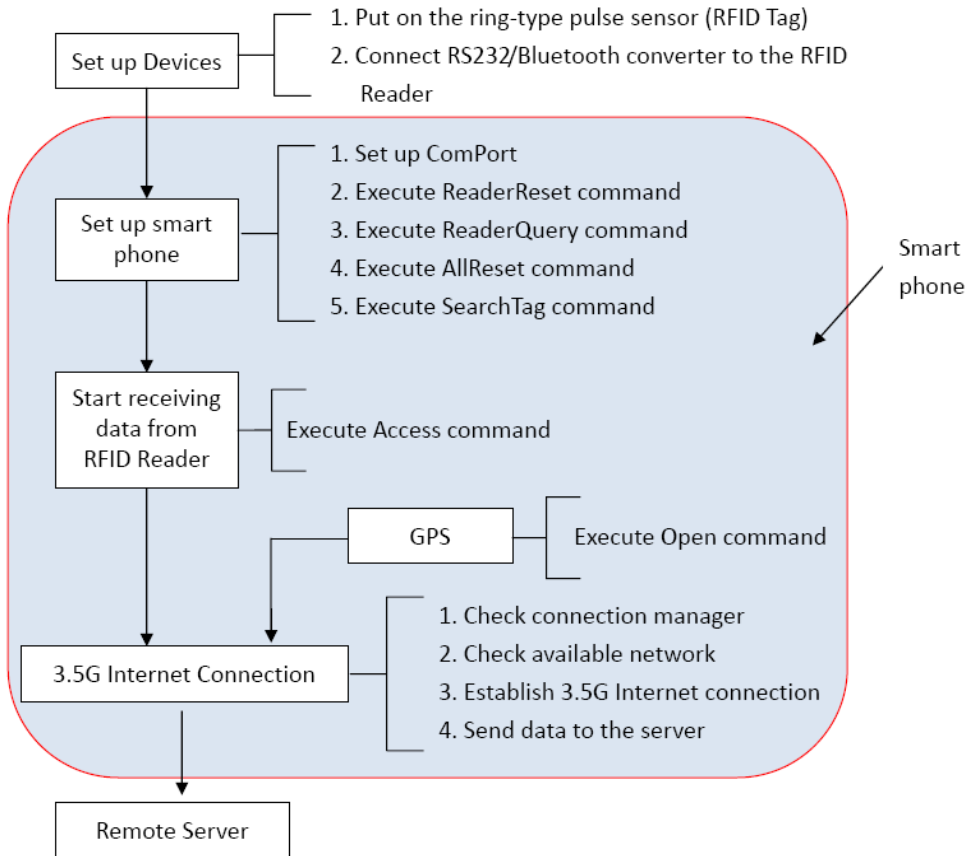 Set up Devices
1. Put on the ring-type pulse sensor (RFID Tag)
2. Connect RS232/Bluetooth converter to the RFID
Reader
Set up smart
phone
1. Set up ComPort
2. Execute ReaderReset command
3. Execute ReaderQuery command
4. Execute AllReset command
5. Execute SearchTag command
Smart
phone
Start receiving
data from
RFID Reader
Execute Access command
GPS
Execute Open command
3.5G Internet Connection
1. Check connection manager
2. Check available network
3. Establish 3.5G Internet connection
4. Send data to the server
Remote Server